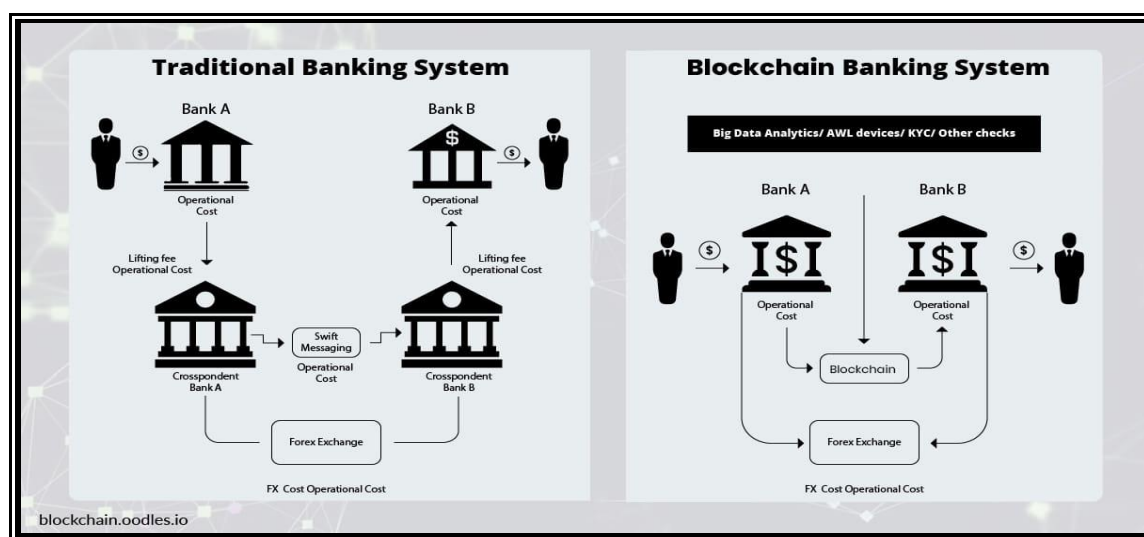 Traditional Banking System
Bank A
Bank B
$
$
$
Operational
Cost
Operational
Cost
Lifting fee
Operational Cost
Lifting fee
Operational Cost
Swift
Messaging
Operational
Cost
Crosspondent
Bank A
Crosspondent
Bank B
Forex Exchange
FX Cost Operational Cost
Blockchain Banking System
Big Data Analytics/ AWL devices/ KYC/ Other checks
Bank A
Bank B
$
$
$
$
Operational
Cost
Operational
Cost
Blockchain
Forex Exchange
FX Cost Operational Cost
blockchain.oodles.io